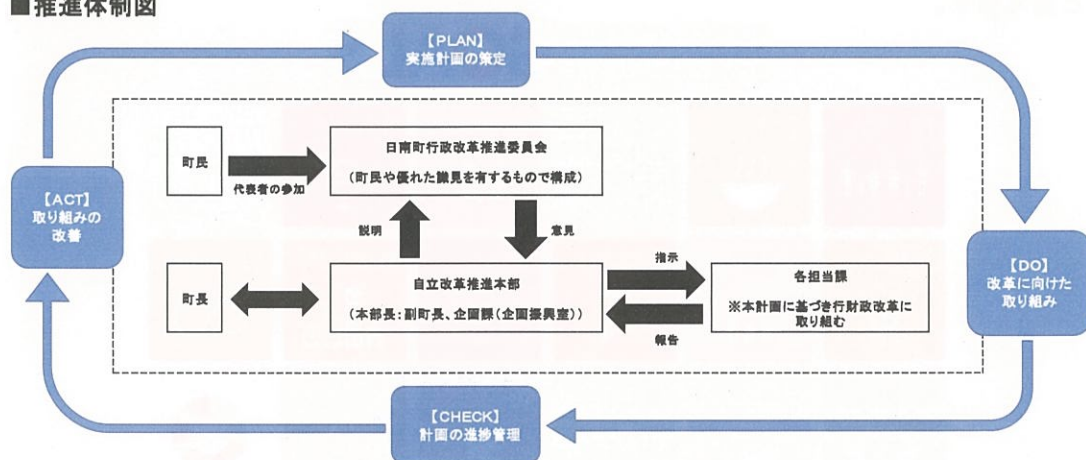 ■推進体制図
【PLAN】
実施計画の策定
町民
代表者の参加
日南町行政改革推進委員会
(町民や優れた識見を有するもので構成)
【ACT】
取り組みの
改善
説明
意見
町長
自立改革推進本部
(本部長:副町長、企画課(企画振興室))
指示
報告
各担当課
※本計画に基づき行財政改革に
取り組む
【DO】
改革に向けた
取り組み
【CHECK】
計画の進捗管理